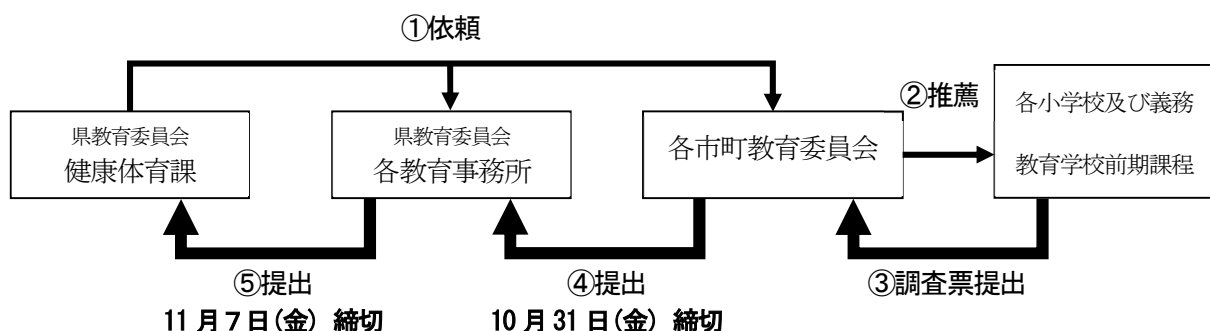 ①依頼
②推薦
県教育委員会
健康体育課
県教育委員会
各教育事務所
各市町教育委員会
各小学校及び義務
教育学校前期課程
⑤提出
11月７日(金) 締切
④提出
10月31日(金) 締切
③調査票提出